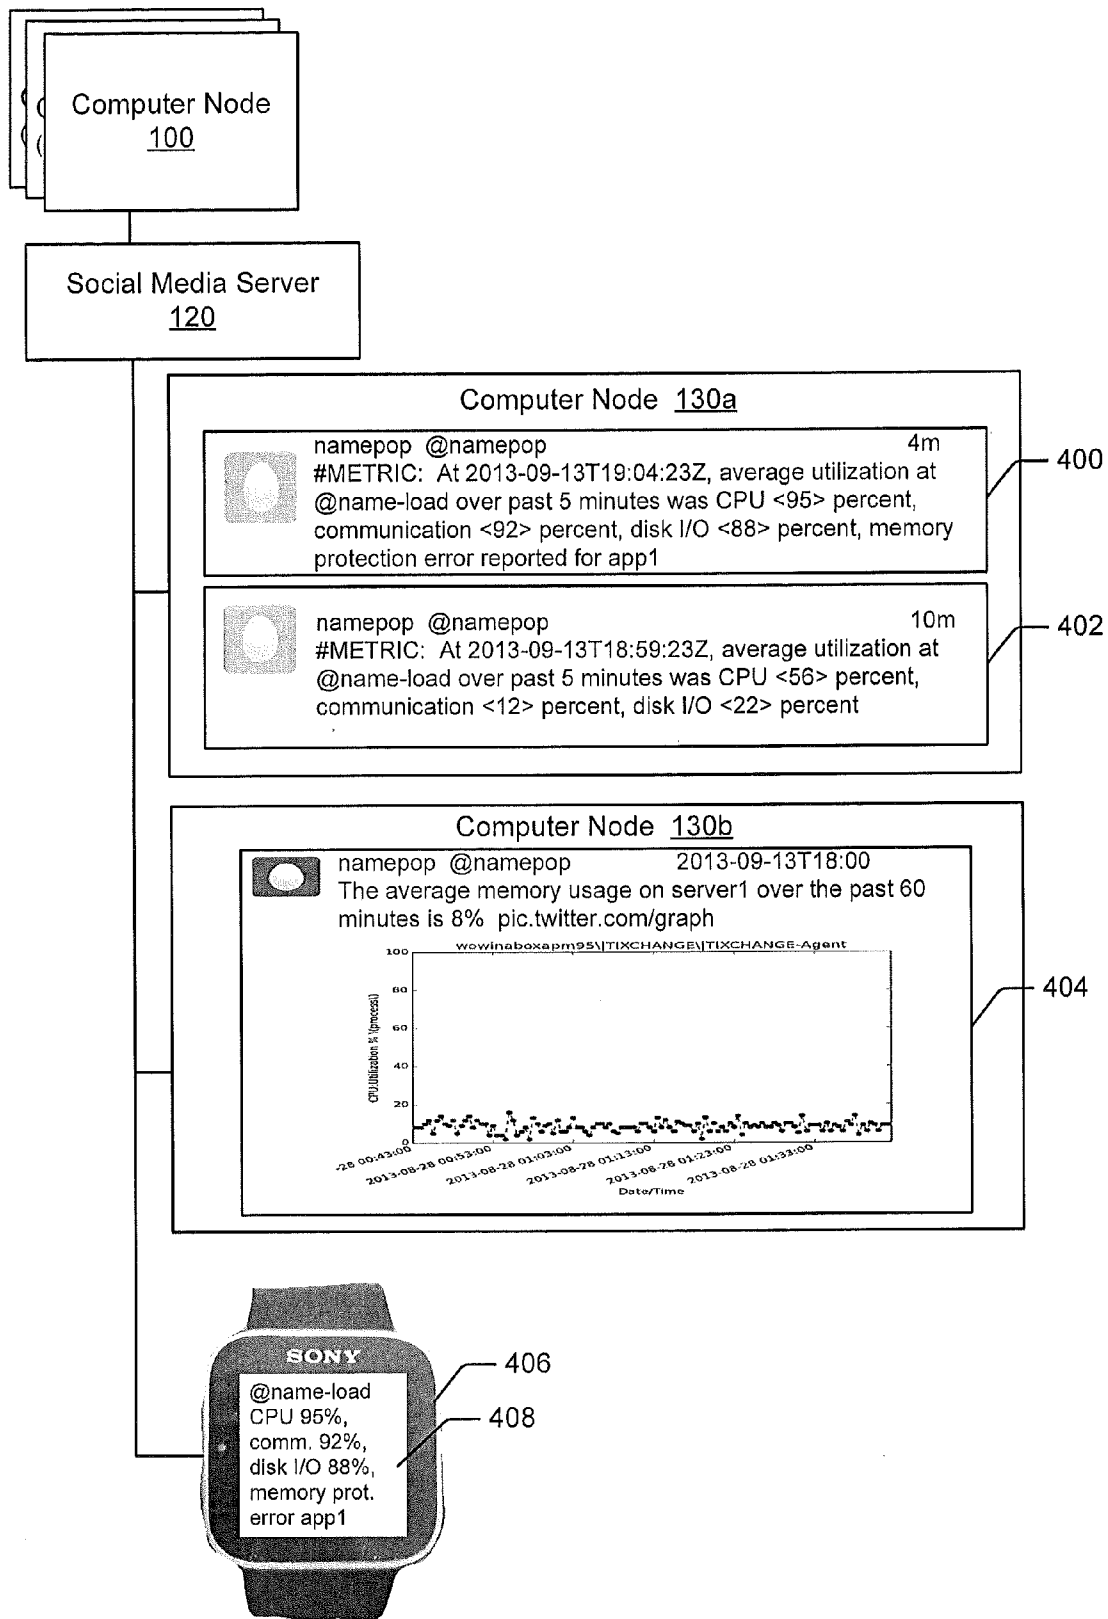 Computer Node
100
Social Media Server
120
Computer Node 130a
namepop @namepop 4m
#METRIC: At 2013-09-13T19:04:23Z, average utilization at
@name-load over past 5 minutes was CPU <95> percent,
communication <92> percent, disk I/O <88> percent, memory
protection error reported for app1
400
namepop @namepop 10m
#METRIC: At 2013-09-13T18:59:23Z, average utilization at
@name-load over past 5 minutes was CPU <56> percent,
communication <12> percent, disk I/O <22> percent
402
Computer Node 130b
namepop @namepop 2013-09-13T18:00
The average memory usage on server1 over the past 60
minutes is 8% pic.twitter.com/graph
wowinaboxapm95\|TIXCHANGE\|TIXCHANGE-Agent
100
80
60
40
20
0
CPU:Utilization % \(process\)
-28 00:43:00
2013-08-28 00:53:00
2013-08-28 01:03:00
2013-08-28 01:13:00
2013-08-28 01:23:00
2013-08-28 01:33:00
Date/Time
404
SONY
@name-load
CPU 95%,
comm. 92%,
disk I/O 88%,
memory prot.
error app1
406
408